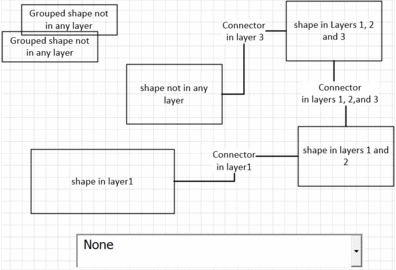 Grouped shape not
in any layer
Grouped shape not
in any layer
Connector
in layer 3
shape in Layers 1, 2
and 3
shape not in any
layer
Connector
in layers 1, 2,and 3
Connector
in layer1
shape in layers 1 and
2
shape in layer1
None